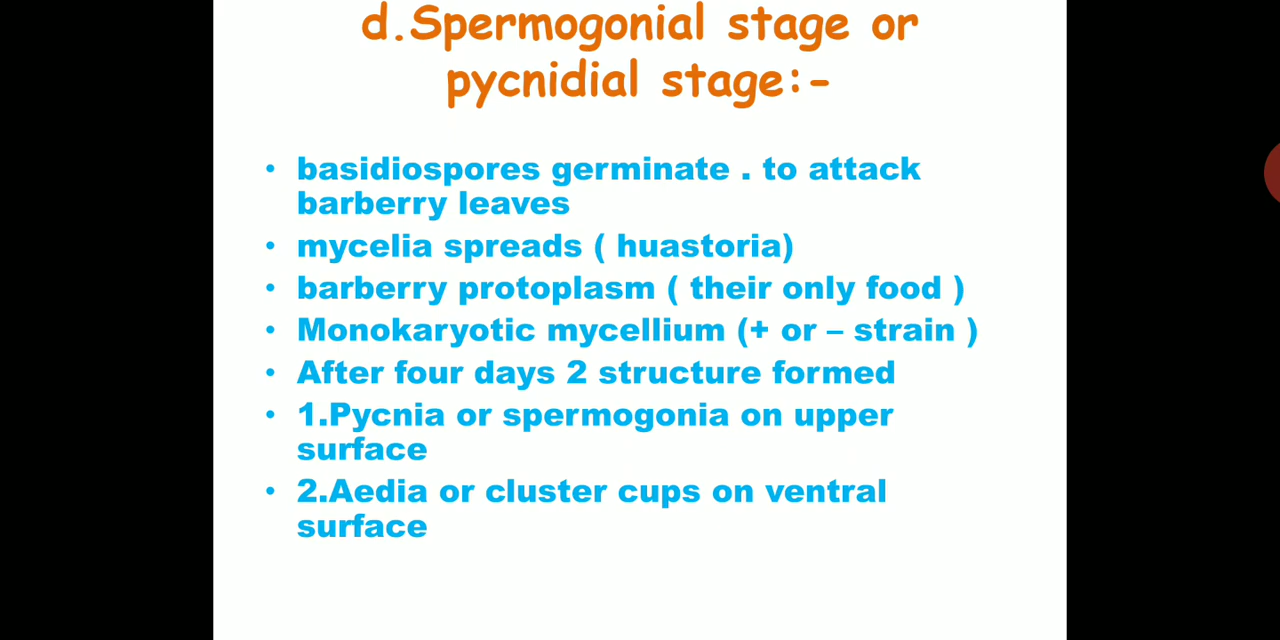 d.Spermogonial stage or
pycnidial stage:-
• basidiospores germinate . to attack
barberry leaves
• mycelia spreads ( huastoria)
• barberry protoplasm ( their only food )
• Monokaryotic mycellium (+ or – strain )
• After four days 2 structure formed
• 1.Pycnia or spermogonia on upper
surface
• 2.Aedia or cluster cups on ventral
surface